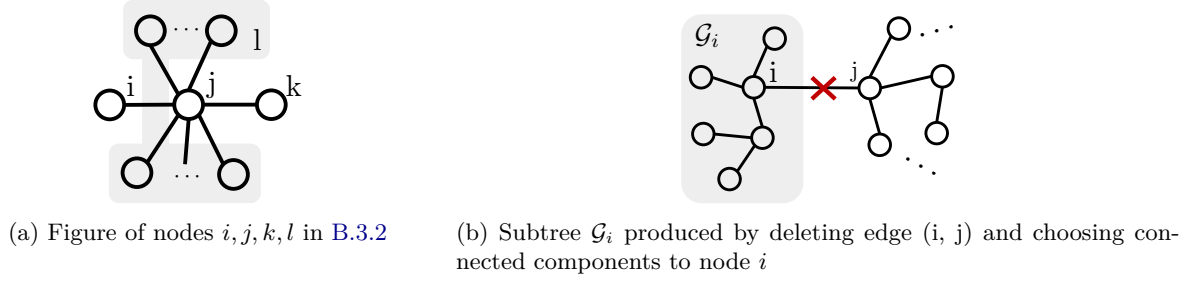 ···
l
i
j
k
···
𝒢ᵢ
i
j
(a) Figure of nodes i, j, k, l in B.3.2
(b) Subtree 𝒢ᵢ produced by deleting edge (i, j) and choosing con-
nected components to node i